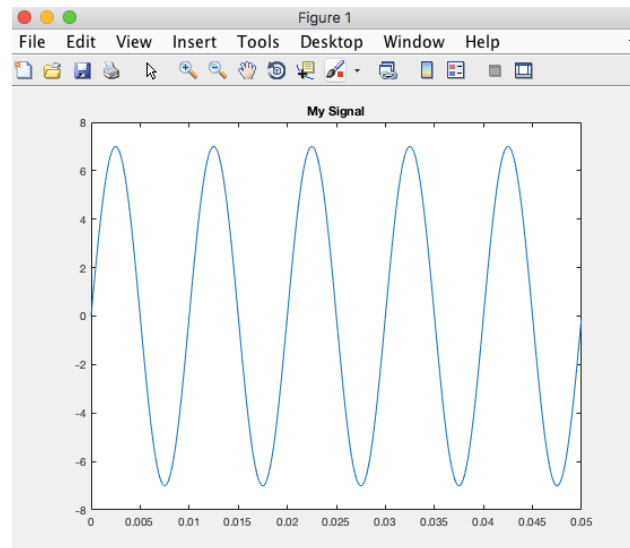 Figure 1
File Edit View Insert Tools Desktop Window Help
My Signal
8
6
4
2
0
-2
-4
-6
-8
0 0.005 0.01 0.015 0.02 0.025 0.03 0.035 0.04 0.045 0.05